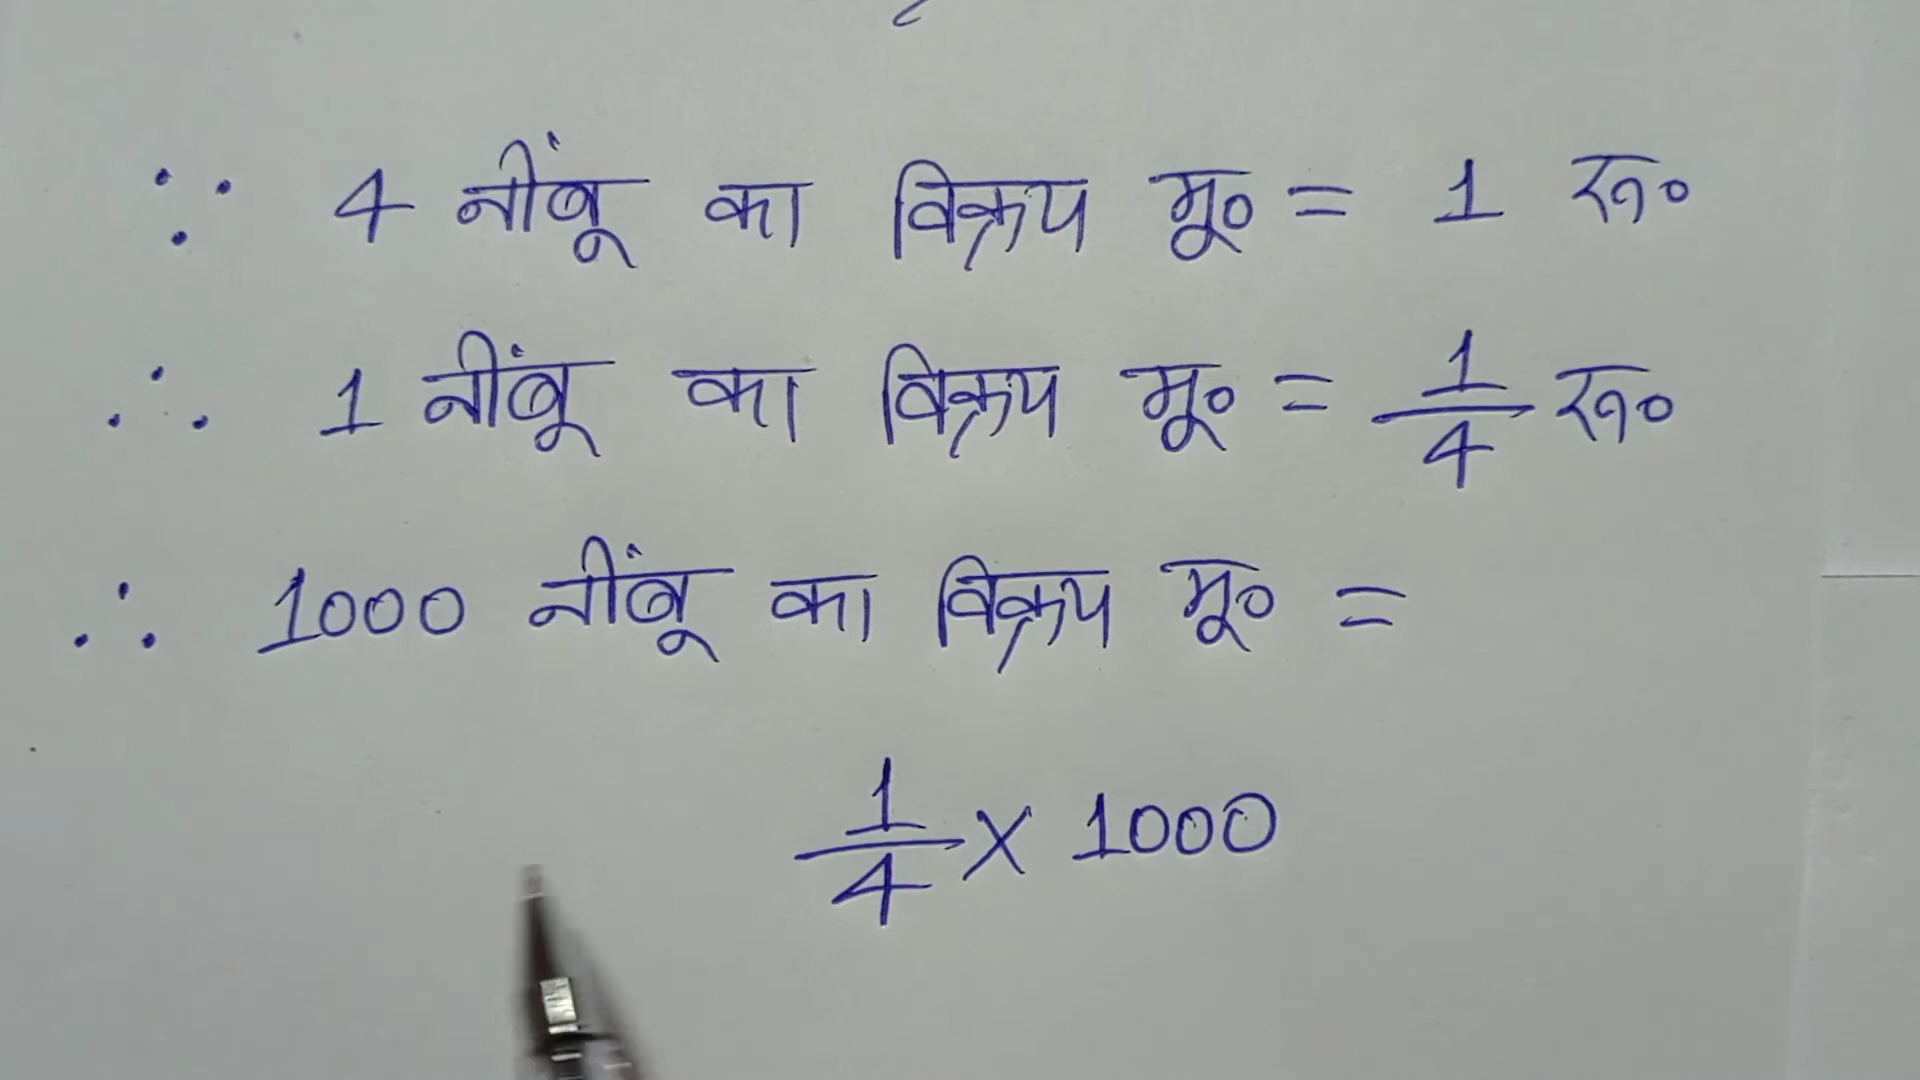 ∵ 4 नींबू का विक्रय मू० = 1 रू०
∴ 1 नींबू का विक्रय मू० = 1/4 रू०
∴ 1000 नींबू का विक्रय मू० =
1/4 × 1000